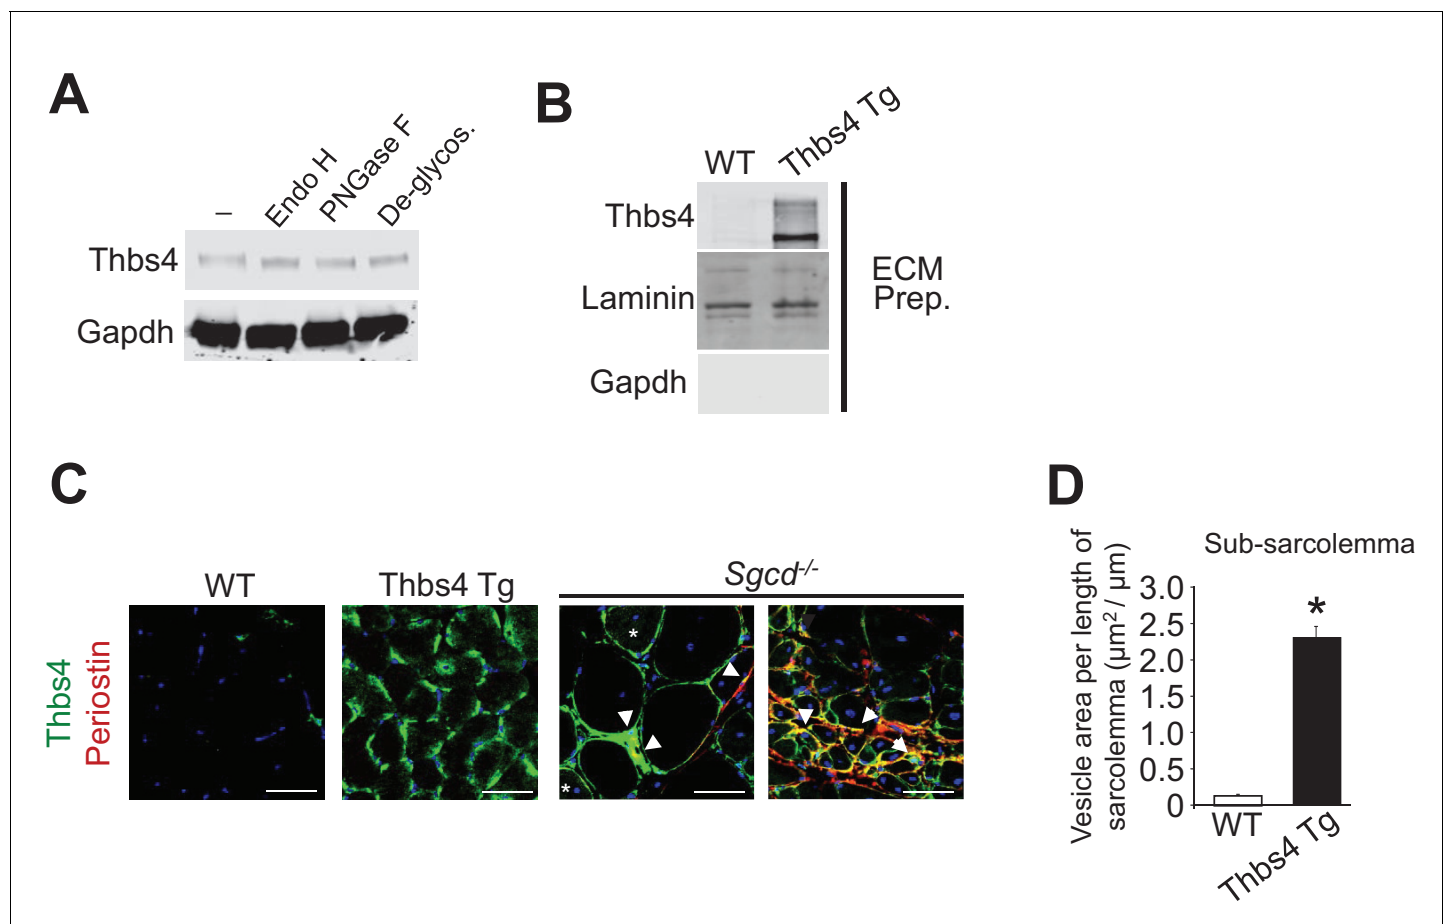 A
–
Endo H
PNGase F
De-glycos.
Thbs4
Gapdh
B
WT
Thbs4 Tg
Thbs4
Laminin
Gapdh
ECM
Prep.
C
WT
Thbs4 Tg
Sgcd-/-
Thbs4
Periostin
*
*
D
Sub-sarcolemma
Vesicle area per length of
sarcolemma (µm2 / µm)
3.0
2.5
2.0
1.5
1.0
0.5
0
*
WT
Thbs4 Tg